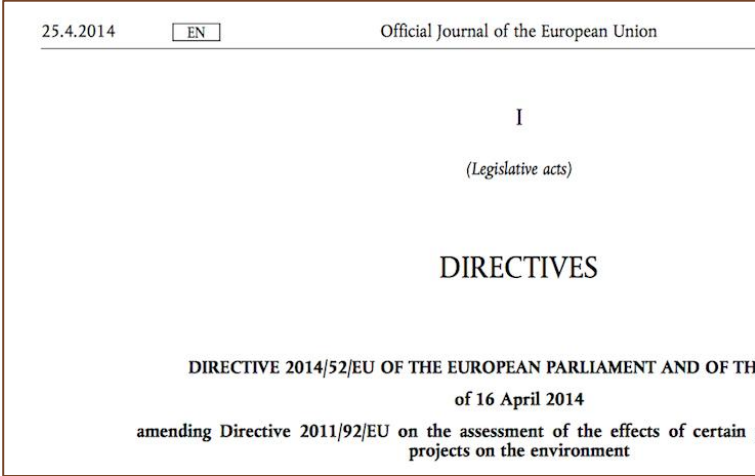 25.4.2014 EN Official Journal of the European Union
I
(Legislative acts)
DIRECTIVES
DIRECTIVE 2014/52/EU OF THE EUROPEAN PARLIAMENT AND OF TH
of 16 April 2014
amending Directive 2011/92/EU on the assessment of the effects of certain
projects on the environment